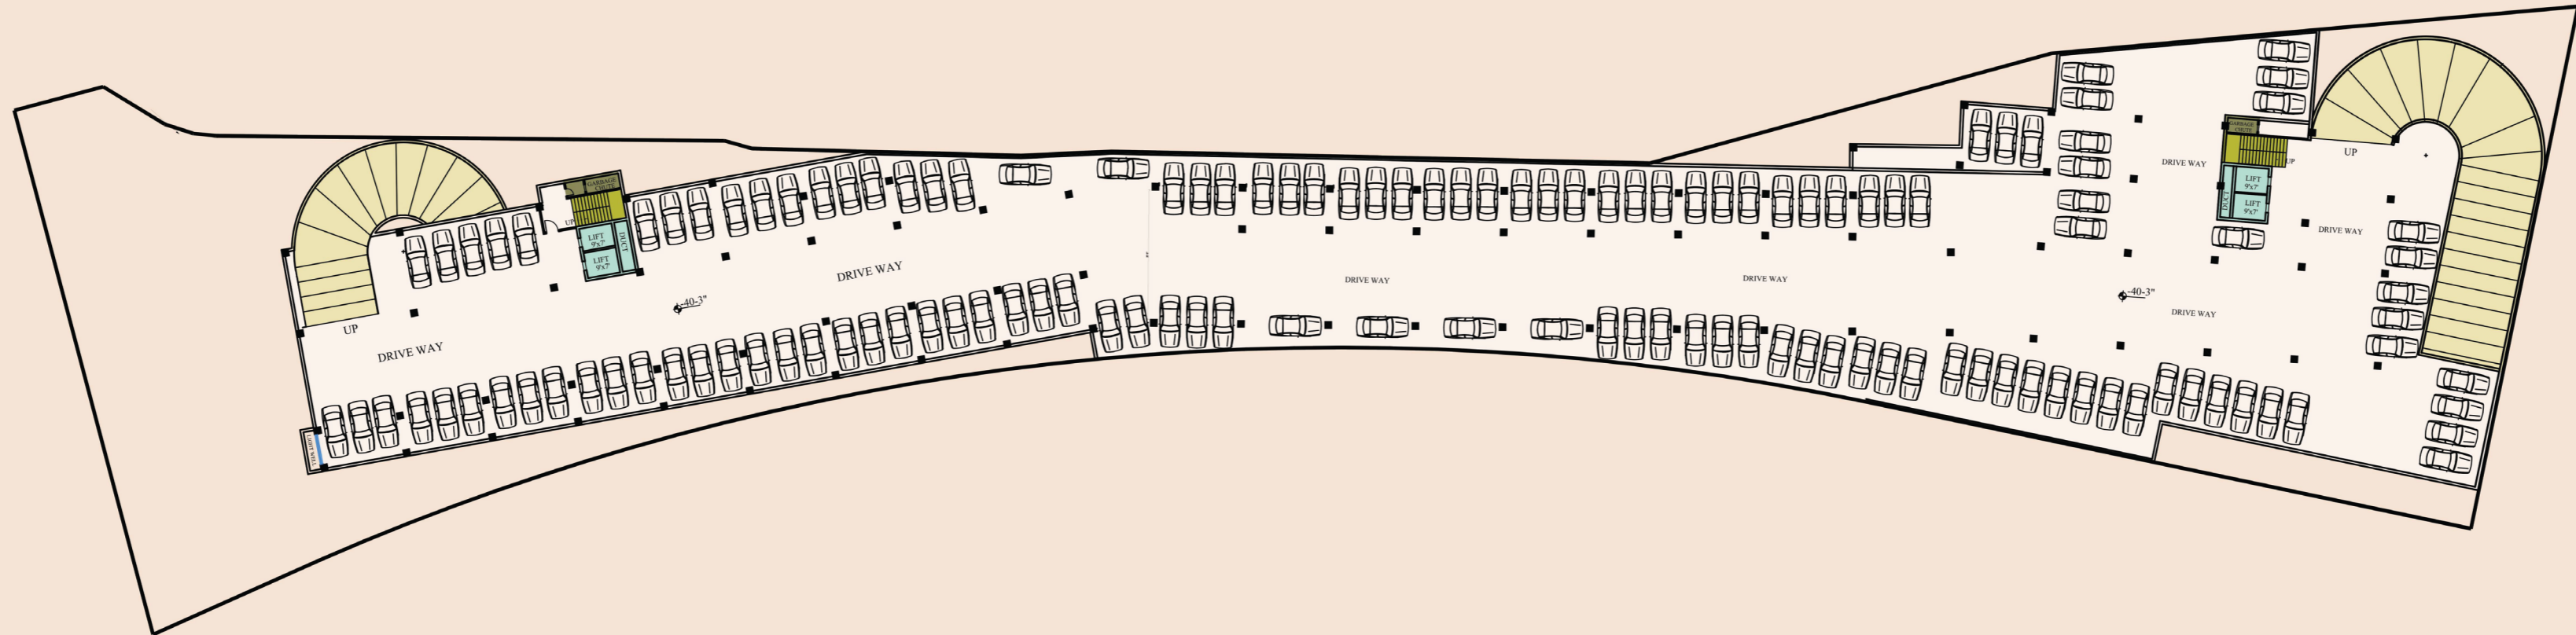 GARBAGE
CHUTE
UP
LIFT
9'x7'
DUCT
LIFT
9'x7'
UP
DRIVE WAY
LIGHT WELL
-40-3"
DRIVE WAY
DRIVE WAY
DRIVE WAY
DRIVE WAY
GARBAGE
CHUTE
UP
UP
LIFT
9'x7'
DUCT
LIFT
9'x7'
DRIVE WAY
-40-3"
DRIVE WAY